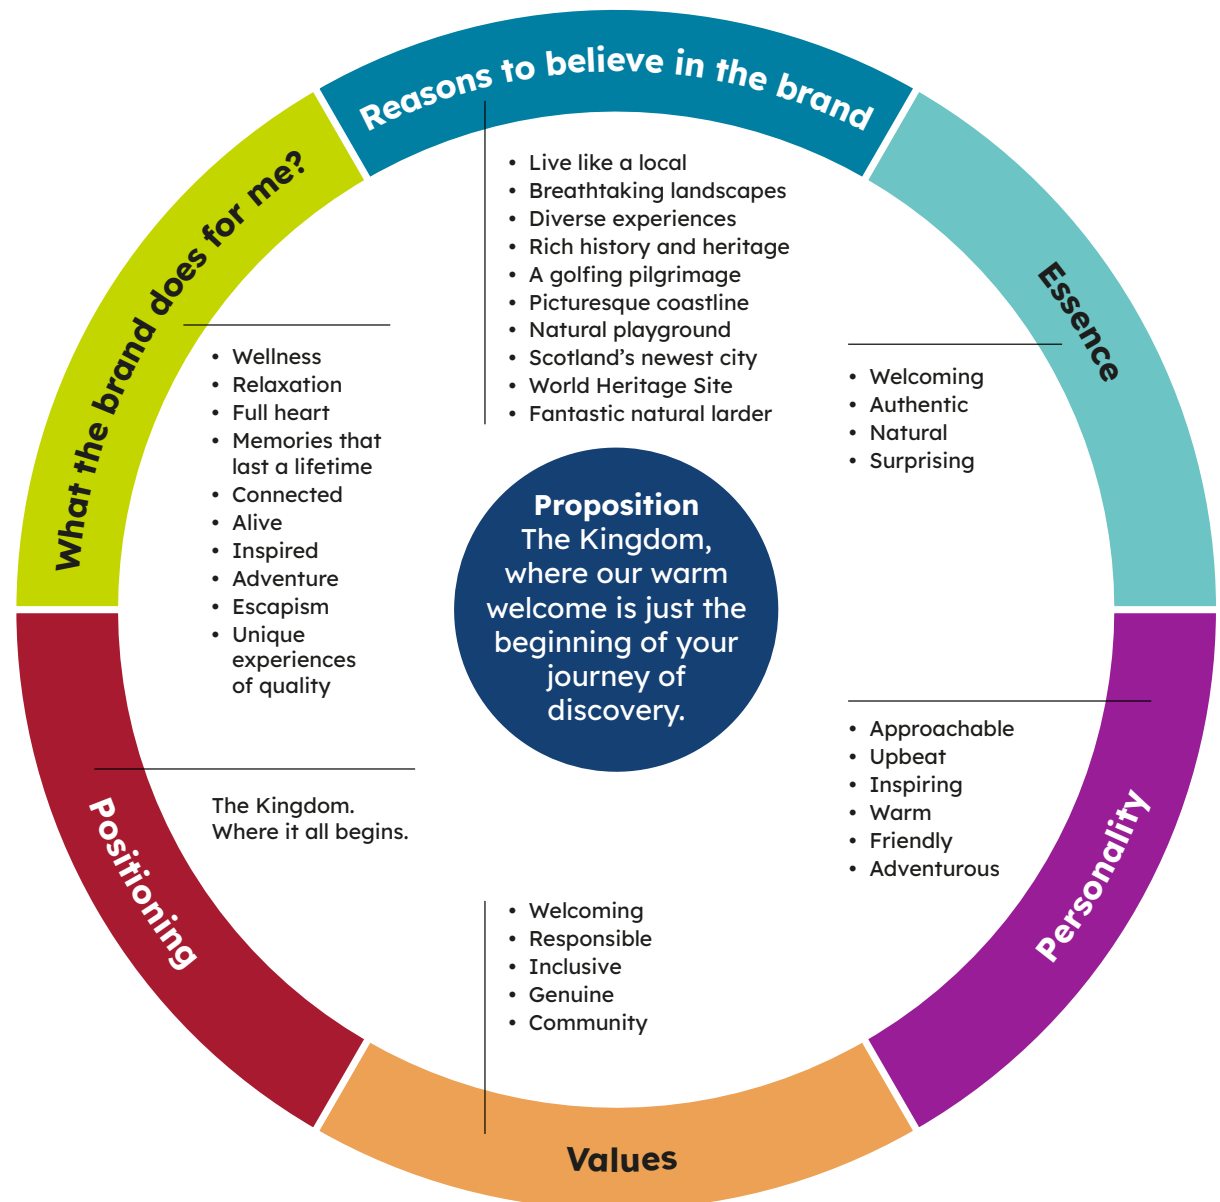 Reasons to believe in the brand
• Live like a local
• Breathtaking landscapes
• Diverse experiences
• Rich history and heritage
• A golfing pilgrimage
• Picturesque coastline
• Natural playground
• Scotland’s newest city
• World Heritage Site
• Fantastic natural larder
Essence
• Welcoming
• Authentic
• Natural
• Surprising
Personality
• Approachable
• Upbeat
• Inspiring
• Warm
• Friendly
• Adventurous
Values
• Welcoming
• Responsible
• Inclusive
• Genuine
• Community
Positioning
The Kingdom.
Where it all begins.
What the brand does for me?
• Wellness
• Relaxation
• Full heart
• Memories that
last a lifetime
• Connected
• Alive
• Inspired
• Adventure
• Escapism
• Unique
experiences
of quality
Proposition
The Kingdom,
where our warm
welcome is just the
beginning of your
journey of
discovery.